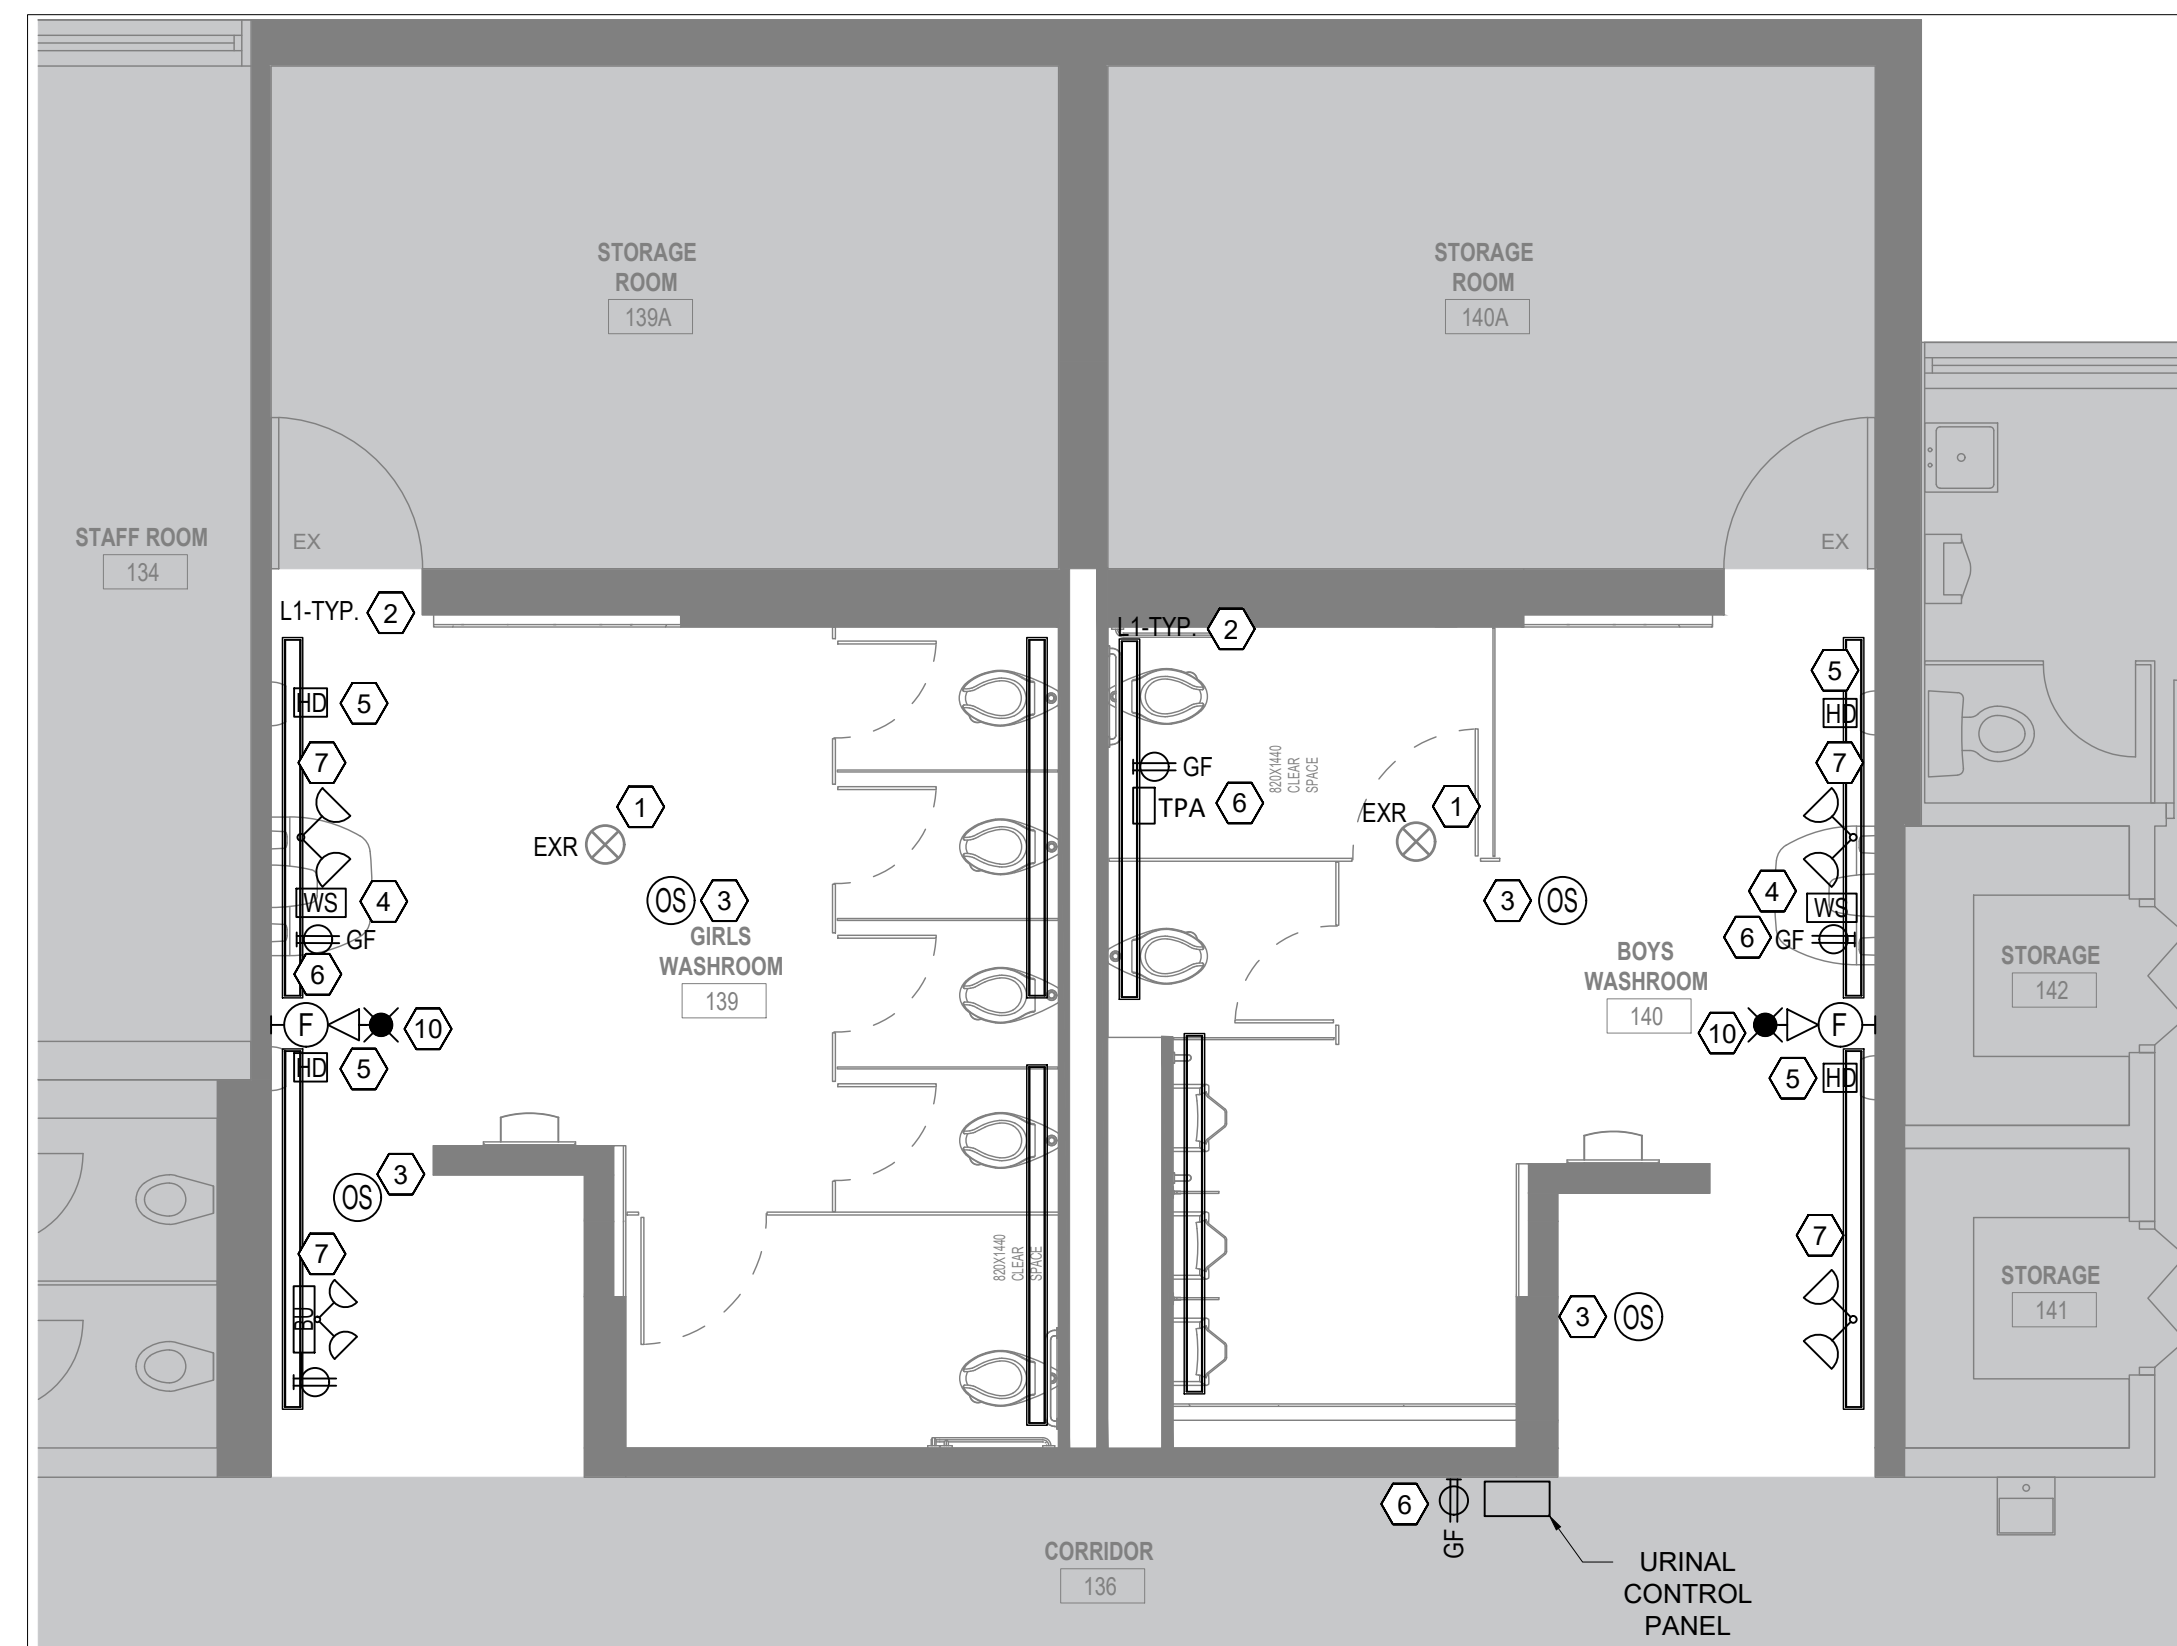 STORAGE
ROOM
139A
STORAGE
ROOM
140A
STAFF ROOM
134
EX
EX
L1-TYP. 2
L1-TYP. 2
HD 5
5
HD
7
7
GF
TPA 6
820X1440
CLEAR
SPACE
1
EXR
EXR 1
WS 4
OS 3
3 OS
4
WS
GF
6
6 GF
GIRLS
WASHROOM
139
BOYS
WASHROOM
140
STORAGE
142
F 10
10 F
HD 5
5 HD
OS 3
7
BU
820X1440
CLEAR
SPACE
7
3 OS
STORAGE
141
6
GF
URINAL
CONTROL
PANEL
CORRIDOR
136